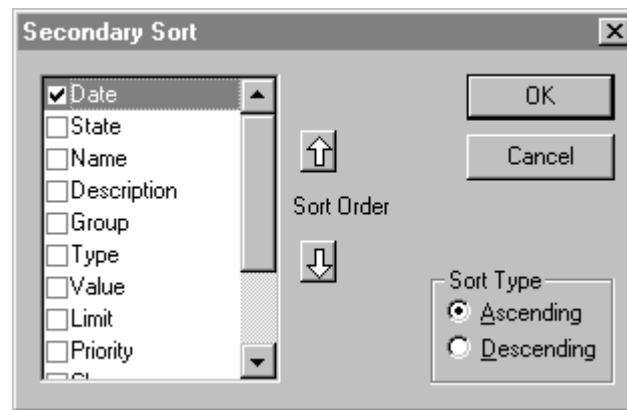 Secondary Sort
Date
State
Name
Description
Group
Type
Value
Limit
Priority
Sort Order
OK
Cancel
Sort Type
Ascending
Descending